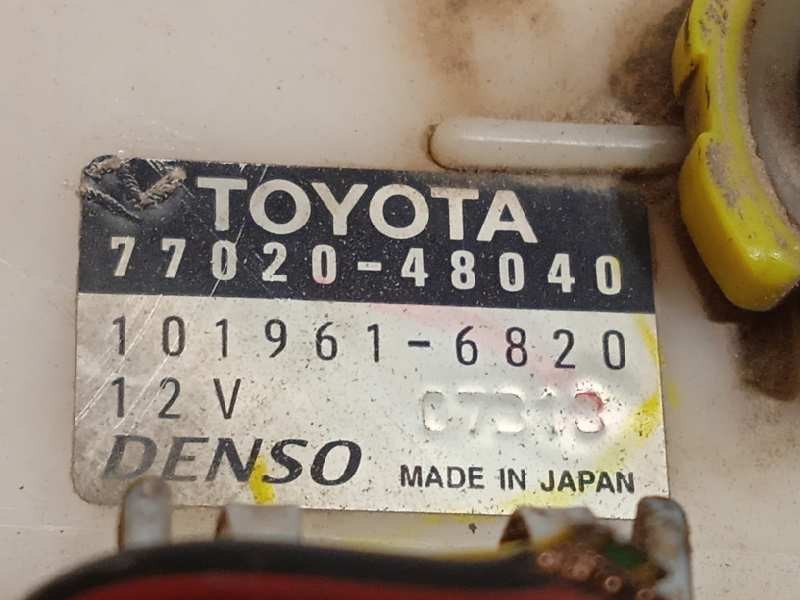 TOYOTA
77020-48040
101961-6820
12V
DENSO MADE IN JAPAN